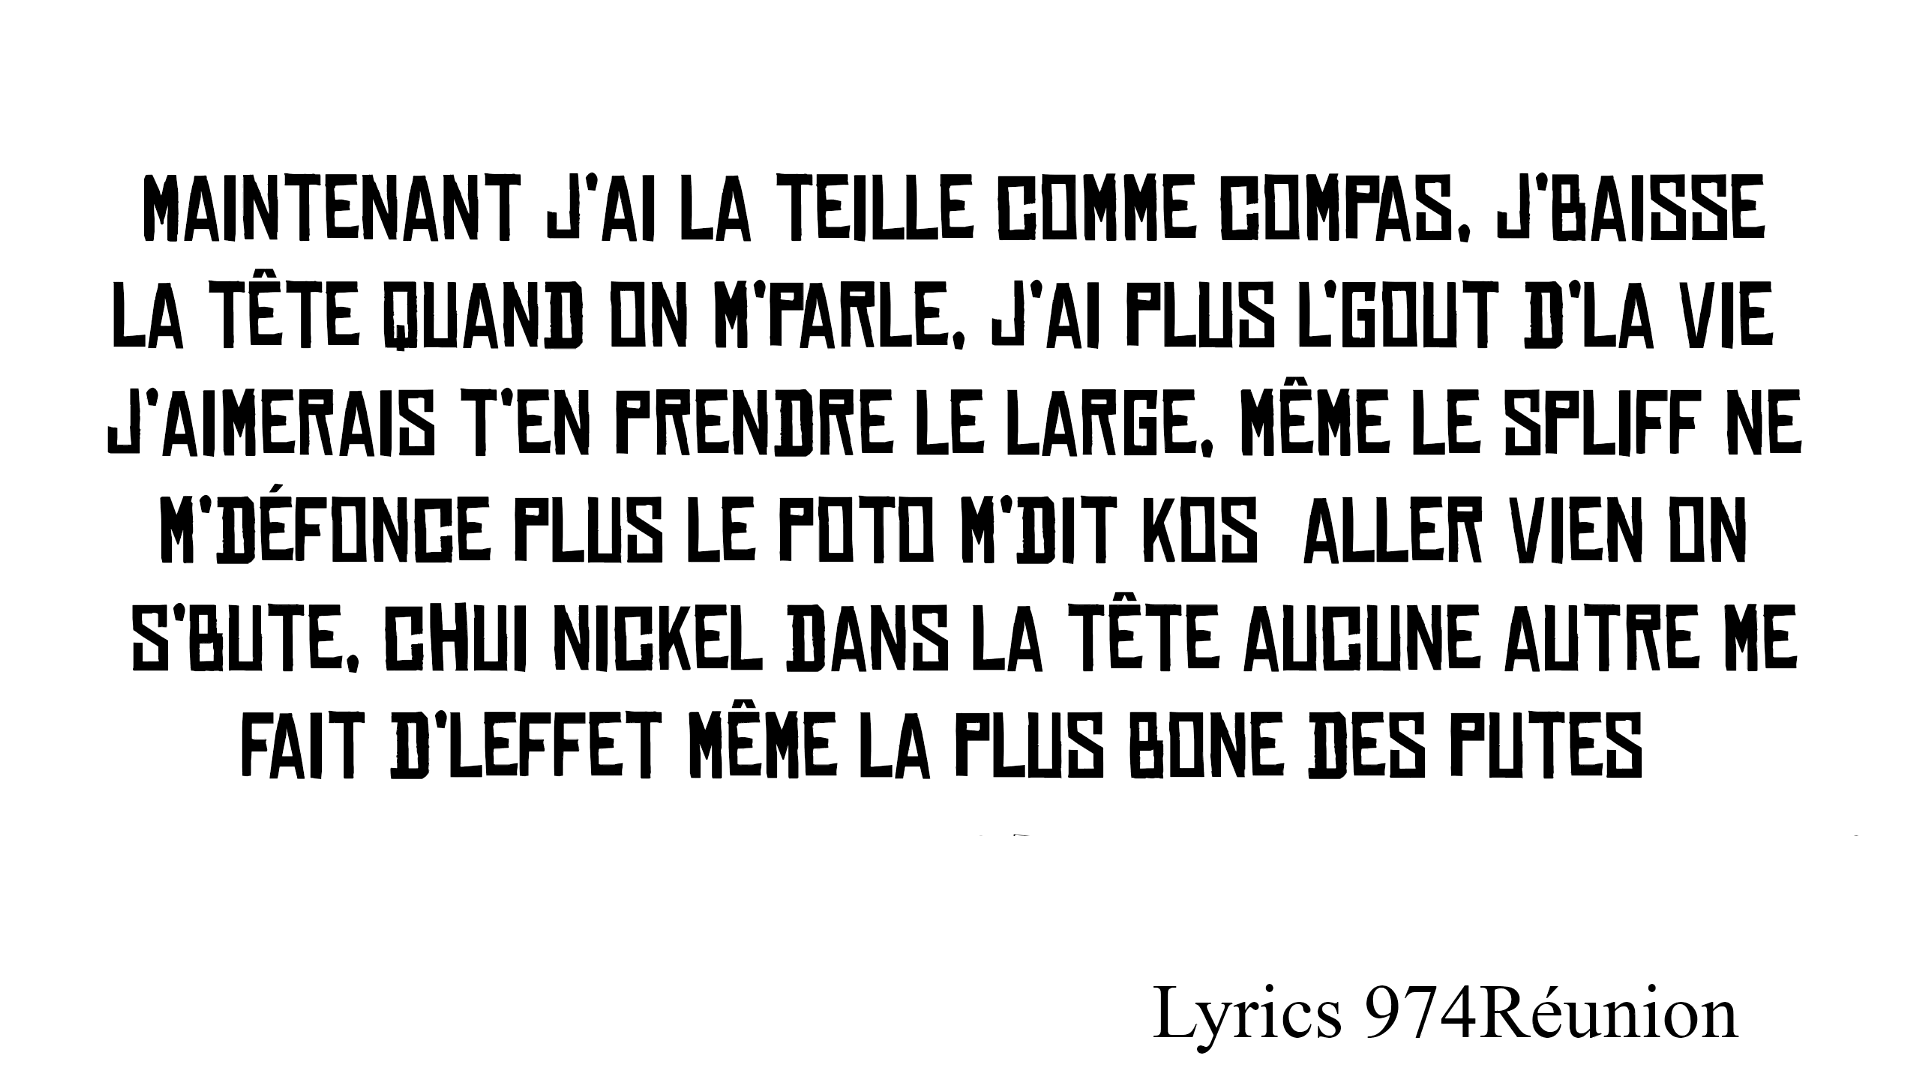 MAINTENANT J'AI LA TEILLE COMME COMPAS, J'BAISSE
LA TÊTE QUAND ON M'PARLE, J'AI PLUS L'GOUT D'LA VIE
J'AIMERAIS T'EN PRENDRE LE LARGE, MÊME LE SPLIFF NE
M'DÉFONCE PLUS LE POTO M'DIT KOS ALLER VIEN ON
S'BUTE, CHUI NICKEL DANS LA TÊTE AUCUNE AUTRE ME
FAIT D'LEFFET MÊME LA PLUS BONE DES PUTES
Lyrics 974Réunion